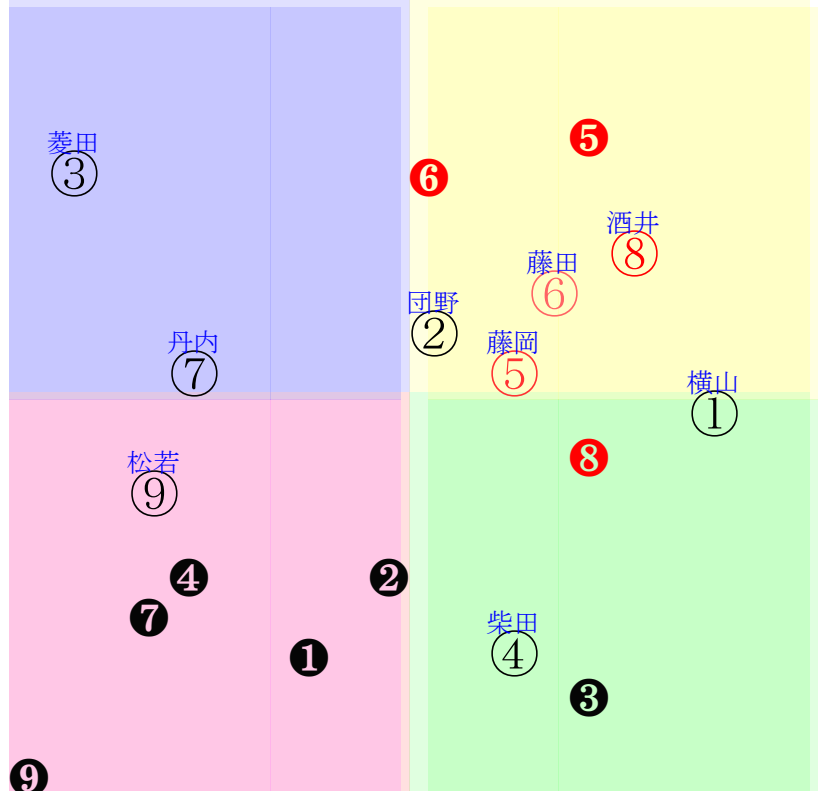 ❺
菱田
③
❻
酒井
⑧
藤田
⑥
団野
②
丹内
⑦
藤岡
⑤
横山
①
❽
松若
⑨
❹
❷
❼
柴田
④
❶
❸
❾